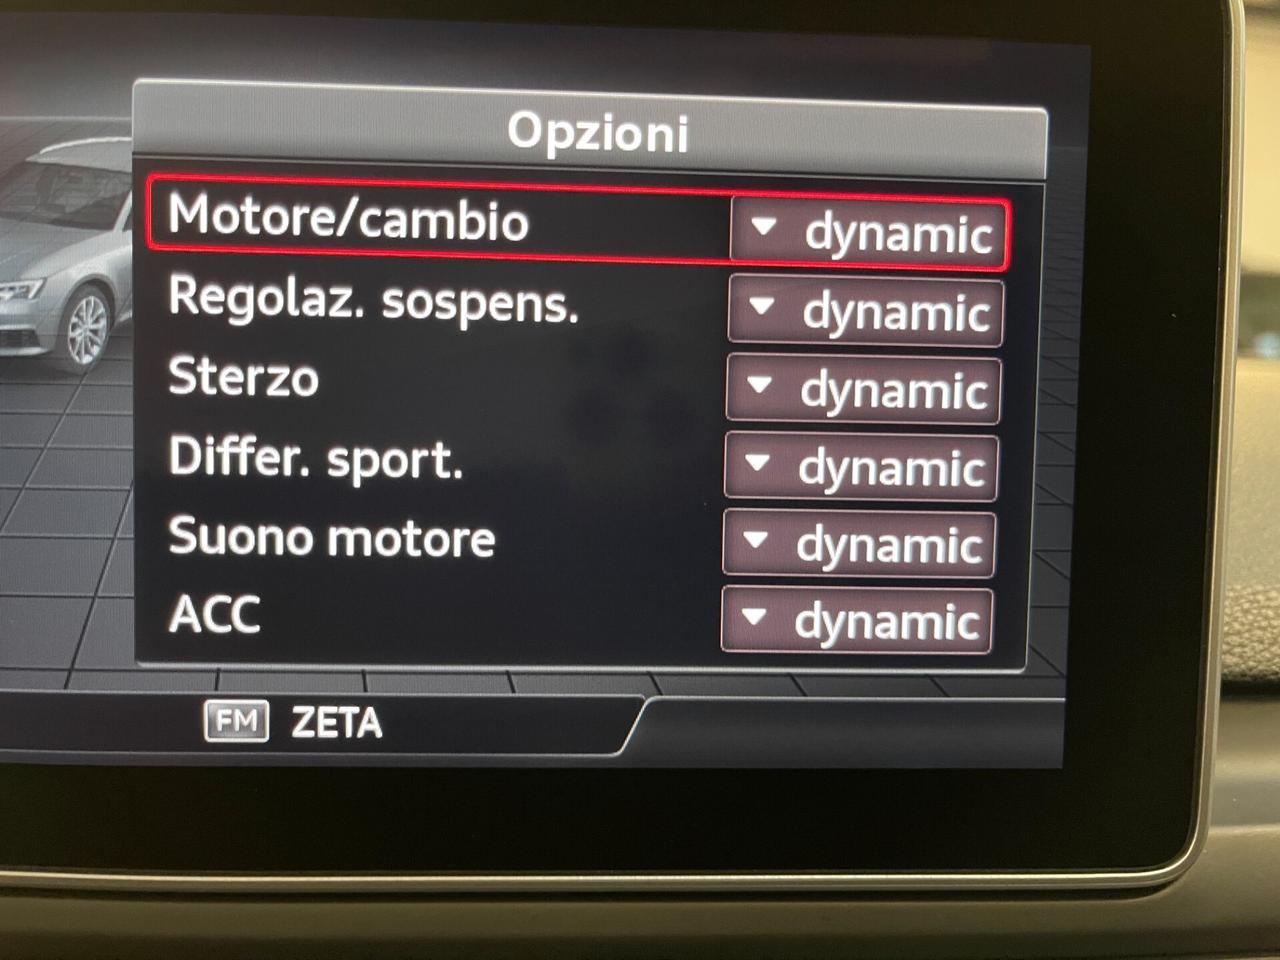 Opzioni
Motore/cambio dynamic
Regolaz. sospens. dynamic
Sterzo dynamic
Differ. sport. dynamic
Suono motore dynamic
ACC dynamic
FM ZETA